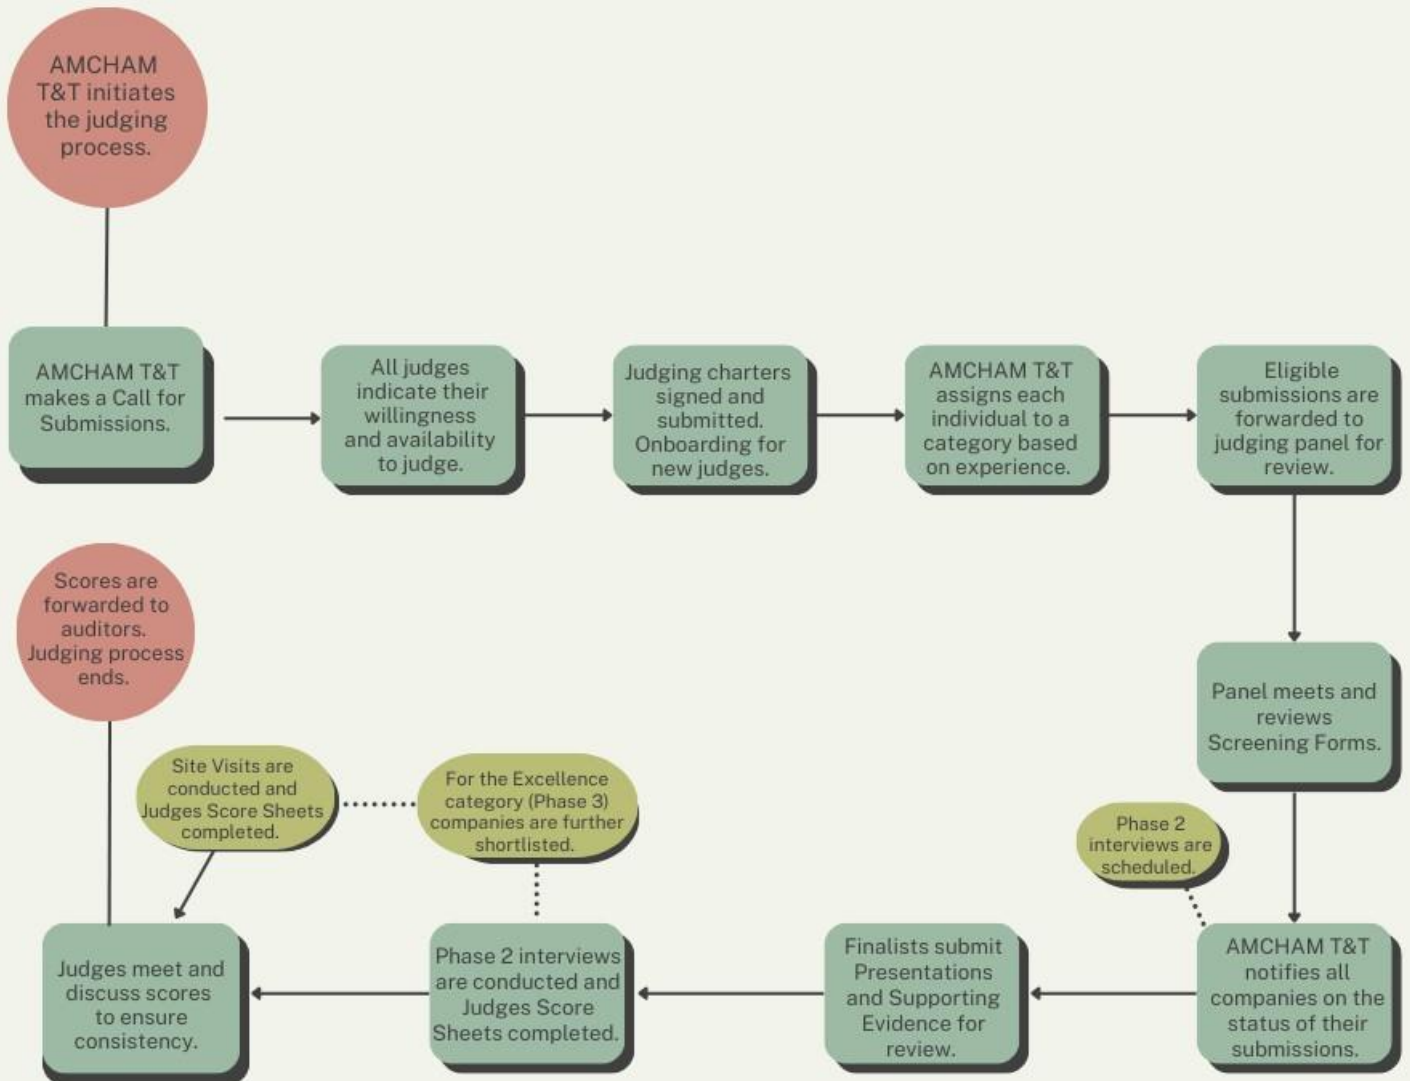 AMCHAM
T&T initiates
the judging
process.
AMCHAM T&T
makes a Call for
Submissions.
All judges
indicate their
willingness
and availability
to judge.
Judging charters
signed and
submitted.
Onboarding for
new judges.
AMCHAM T&T
assigns each
individual to a
category based
on experience.
Eligible
submissions are
forwarded to
judging panel for
review.
Panel meets and
reviews
Screening Forms.
AMCHAM T&T
notifies all
companies on the
status of their
submissions.
Phase 2
interviews are
scheduled.
Finalists submit
Presentations
and Supporting
Evidence for
review.
Phase 2 interviews
are conducted and
Judges Score
Sheets completed.
For the Excellence
category (Phase 3)
companies are further
shortlisted.
Site Visits are
conducted and
Judges Score Sheets
completed.
Judges meet and
discuss scores
to ensure
consistency.
Scores are
forwarded to
auditors.
Judging process
ends.